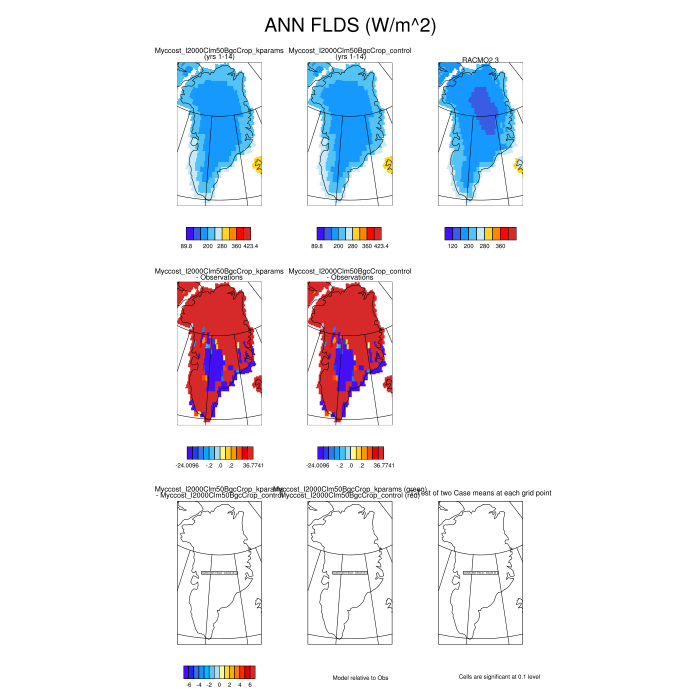 ANN FLDS (W/m^2)
Myccost_I2000Clm50BgcCrop_kparams
(yrs 1-14)
Myccost_I2000Clm50BgcCrop_control
(yrs 1-14)
RACMO2.3
89.8 200 280 360 423.4
89.8 200 280 360 423.4
120 200 280 360
Myccost_I2000Clm50BgcCrop_kparams
- Observations
Myccost_I2000Clm50BgcCrop_control
- Observations
-24.0096 -.2 .0 .2 36.7741
-24.0096 -.2 .0 .2 36.7741
Myccost_I2000Clm50BgcCrop_kparams
- Myccost_I2000Clm50BgcCrop_control
Myccost_I2000Clm50BgcCrop_kparams (green)
Myccost_I2000Clm50BgcCrop_control (red)
of two Case means at each grid point
-6 -4 -2 0 2 4 6
Model relative to Obs
Cells are significant at 0.1 level